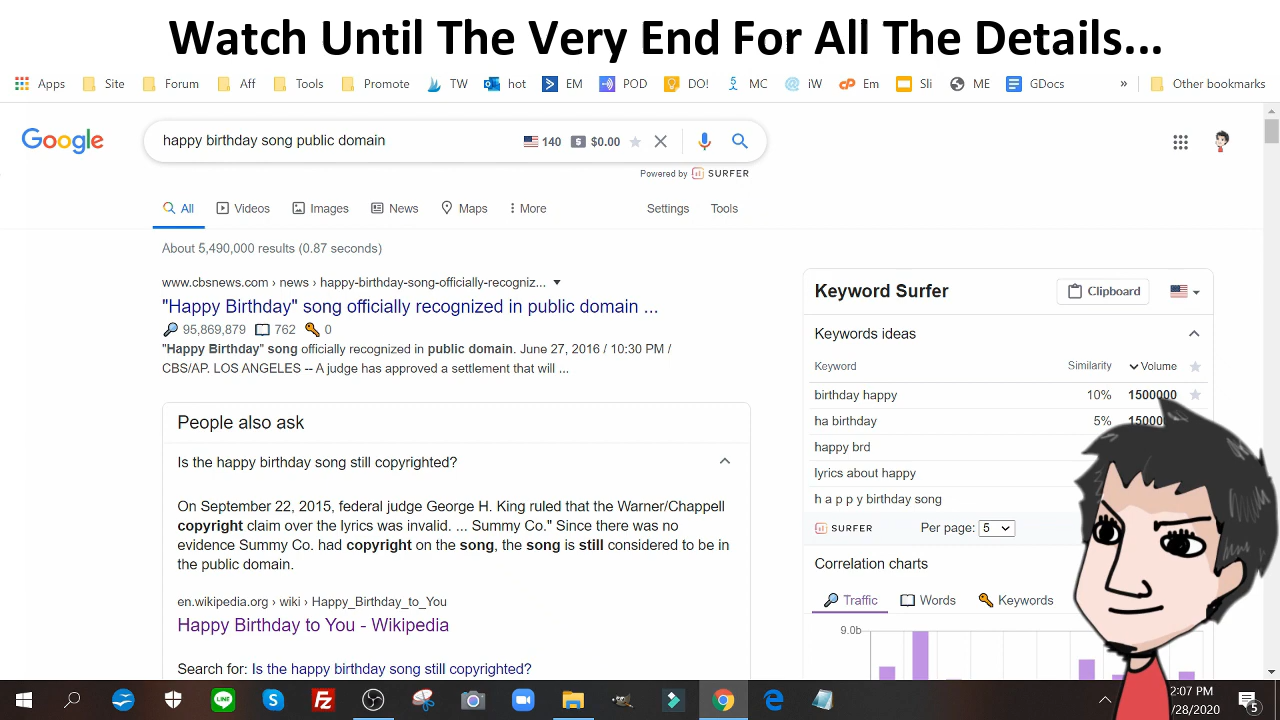 Watch Until The Very End For All The Details...
Apps Site Forum Aff Tools Promote TW hot EM POD DO! MC iW Em Sli ME GDocs » Other bookmarks
Google
happy birthday song public domain 140 $0.00
Powered by SURFER
All Videos Images News Maps More Settings Tools
About 5,490,000 results (0.87 seconds)
www.cbsnews.com › news › happy-birthday-song-officially-recogniz...
"Happy Birthday" song officially recognized in public domain ...
95,869,879 762 0
"Happy Birthday" song officially recognized in public domain. June 27, 2016 / 10:30 PM /
CBS/AP. LOS ANGELES -- A judge has approved a settlement that will ...
People also ask
Is the happy birthday song still copyrighted?
On September 22, 2015, federal judge George H. King ruled that the Warner/Chappell
copyright claim over the lyrics was invalid. ... Summy Co." Since there was no
evidence Summy Co. had copyright on the song, the song is still considered to be in
the public domain.
en.wikipedia.org › wiki › Happy_Birthday_to_You
Happy Birthday to You - Wikipedia
Search for: Is the happy birthday song still copyrighted?
Keyword Surfer Clipboard
Keywords ideas
Keyword Similarity Volume
birthday happy 10% 1500000
ha birthday 5%
happy brd
lyrics about happy
h a p p y birthday song
SURFER Per page: 5
Correlation charts
Traffic Words Keywords
9.0b
LINE
2:07 PM
/28/2020
5